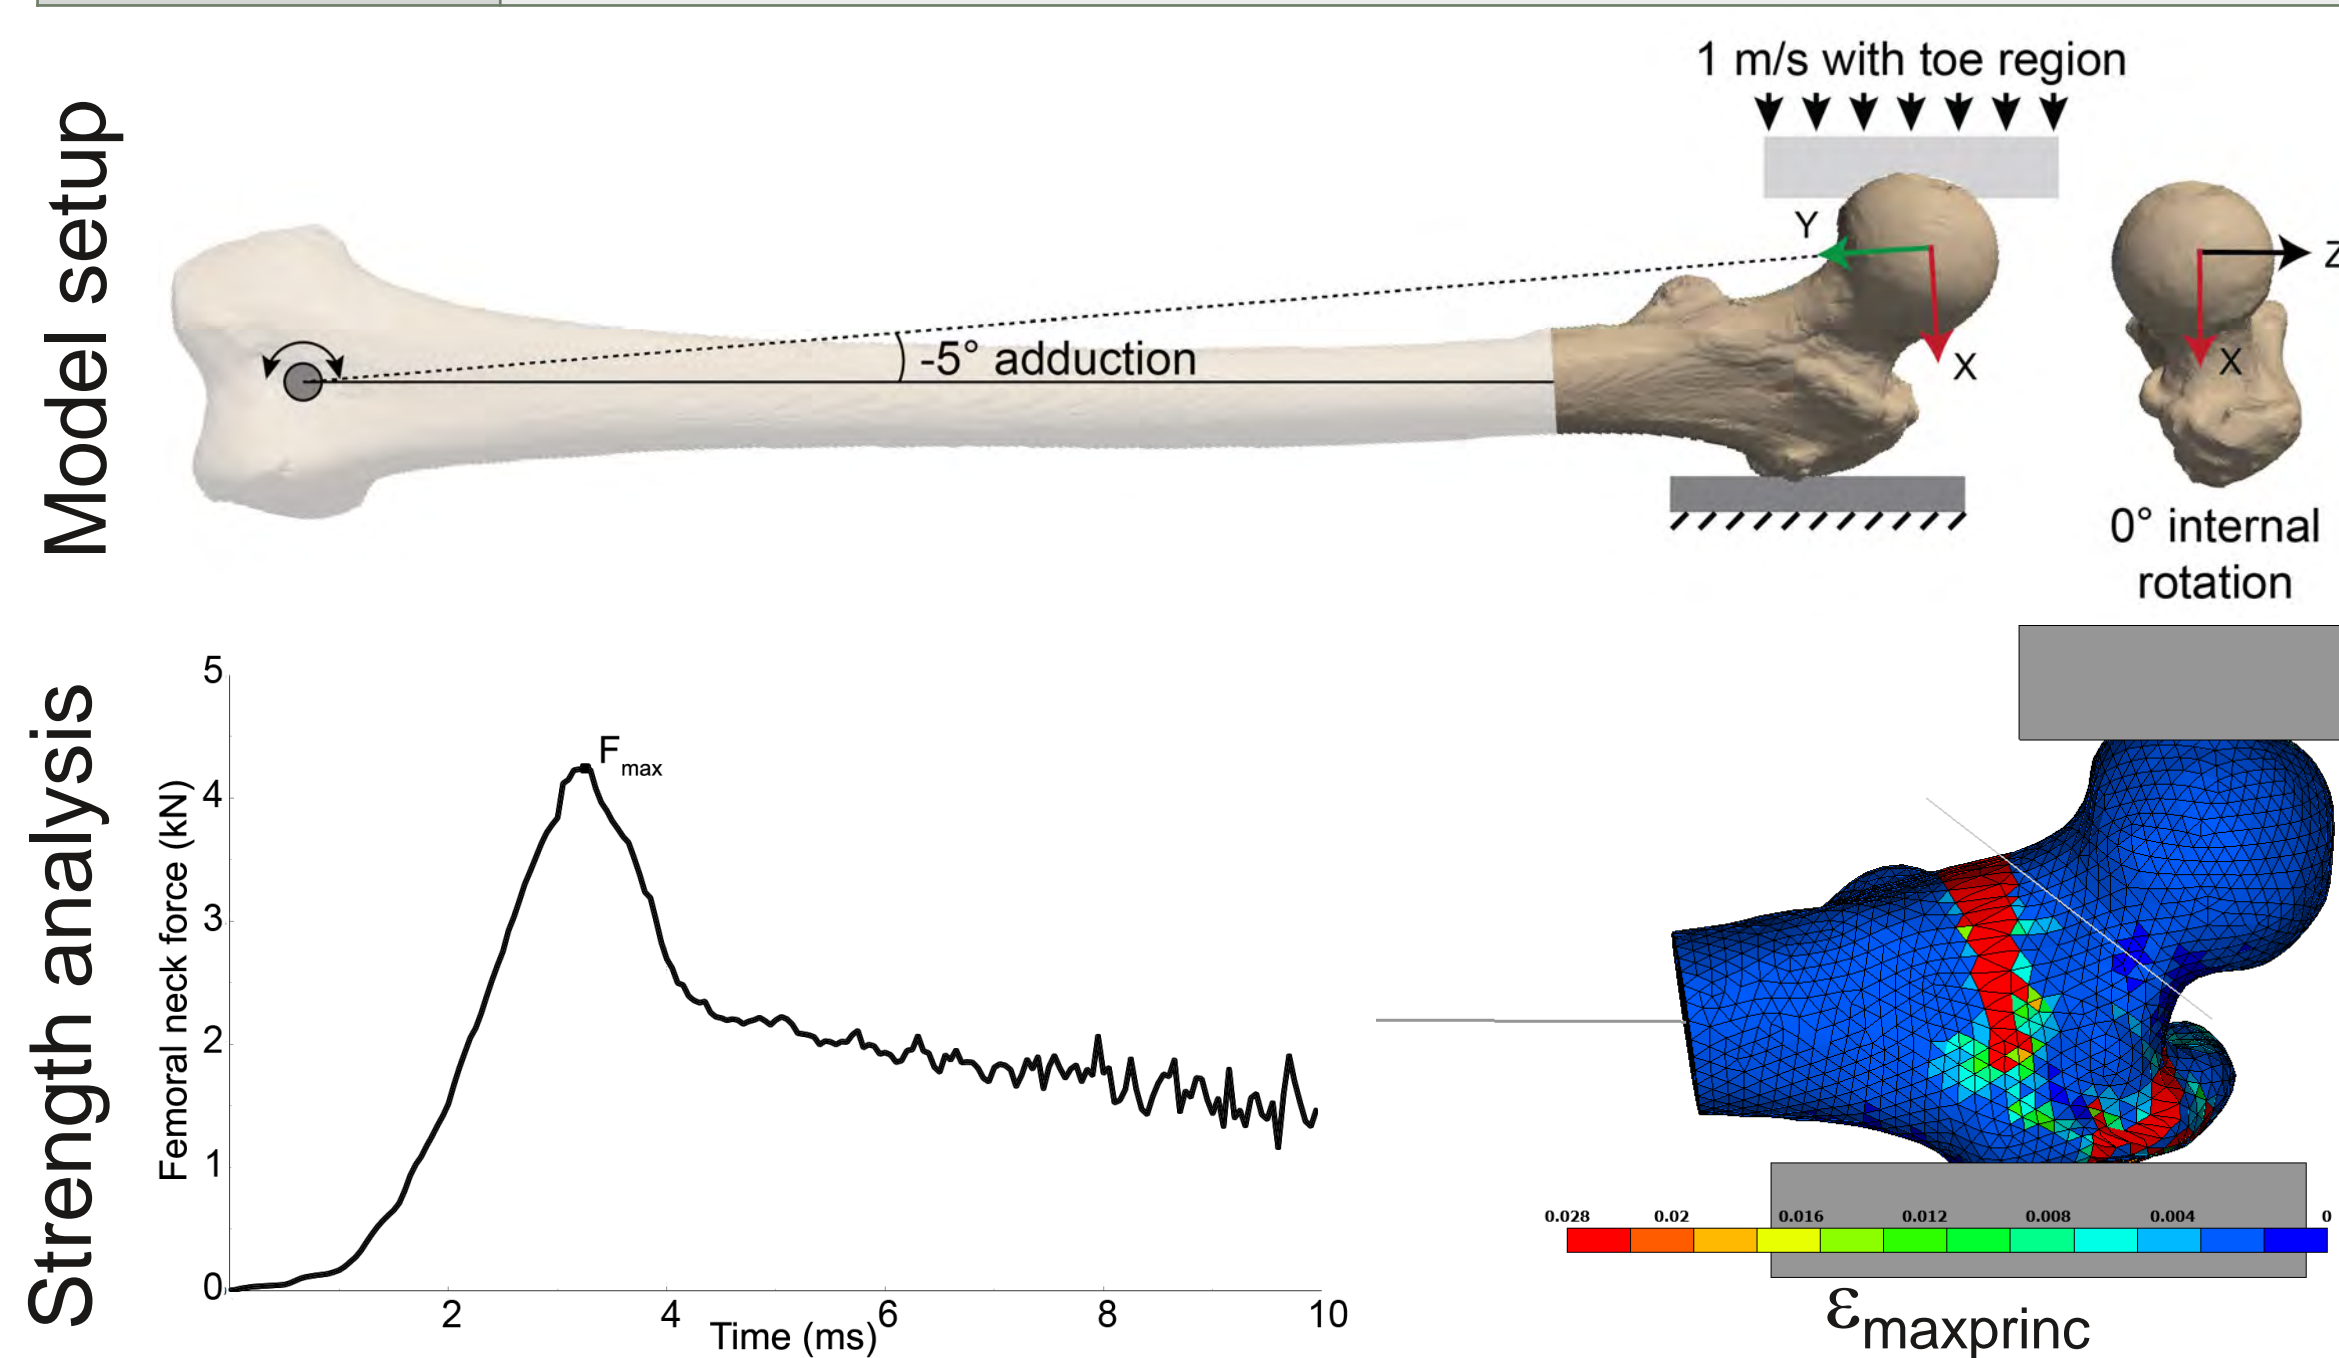 Model setup
1 m/s with toe region
Y
X
-5° adduction
Z
X
0° internal
rotation
Strength analysis
Femoral neck force (kN)
5
4
3
2
1
0
F max
2 4 6 8 10
Time (ms)
0.028 0.02 0.016 0.012 0.008 0.004 0
εmaxprinc